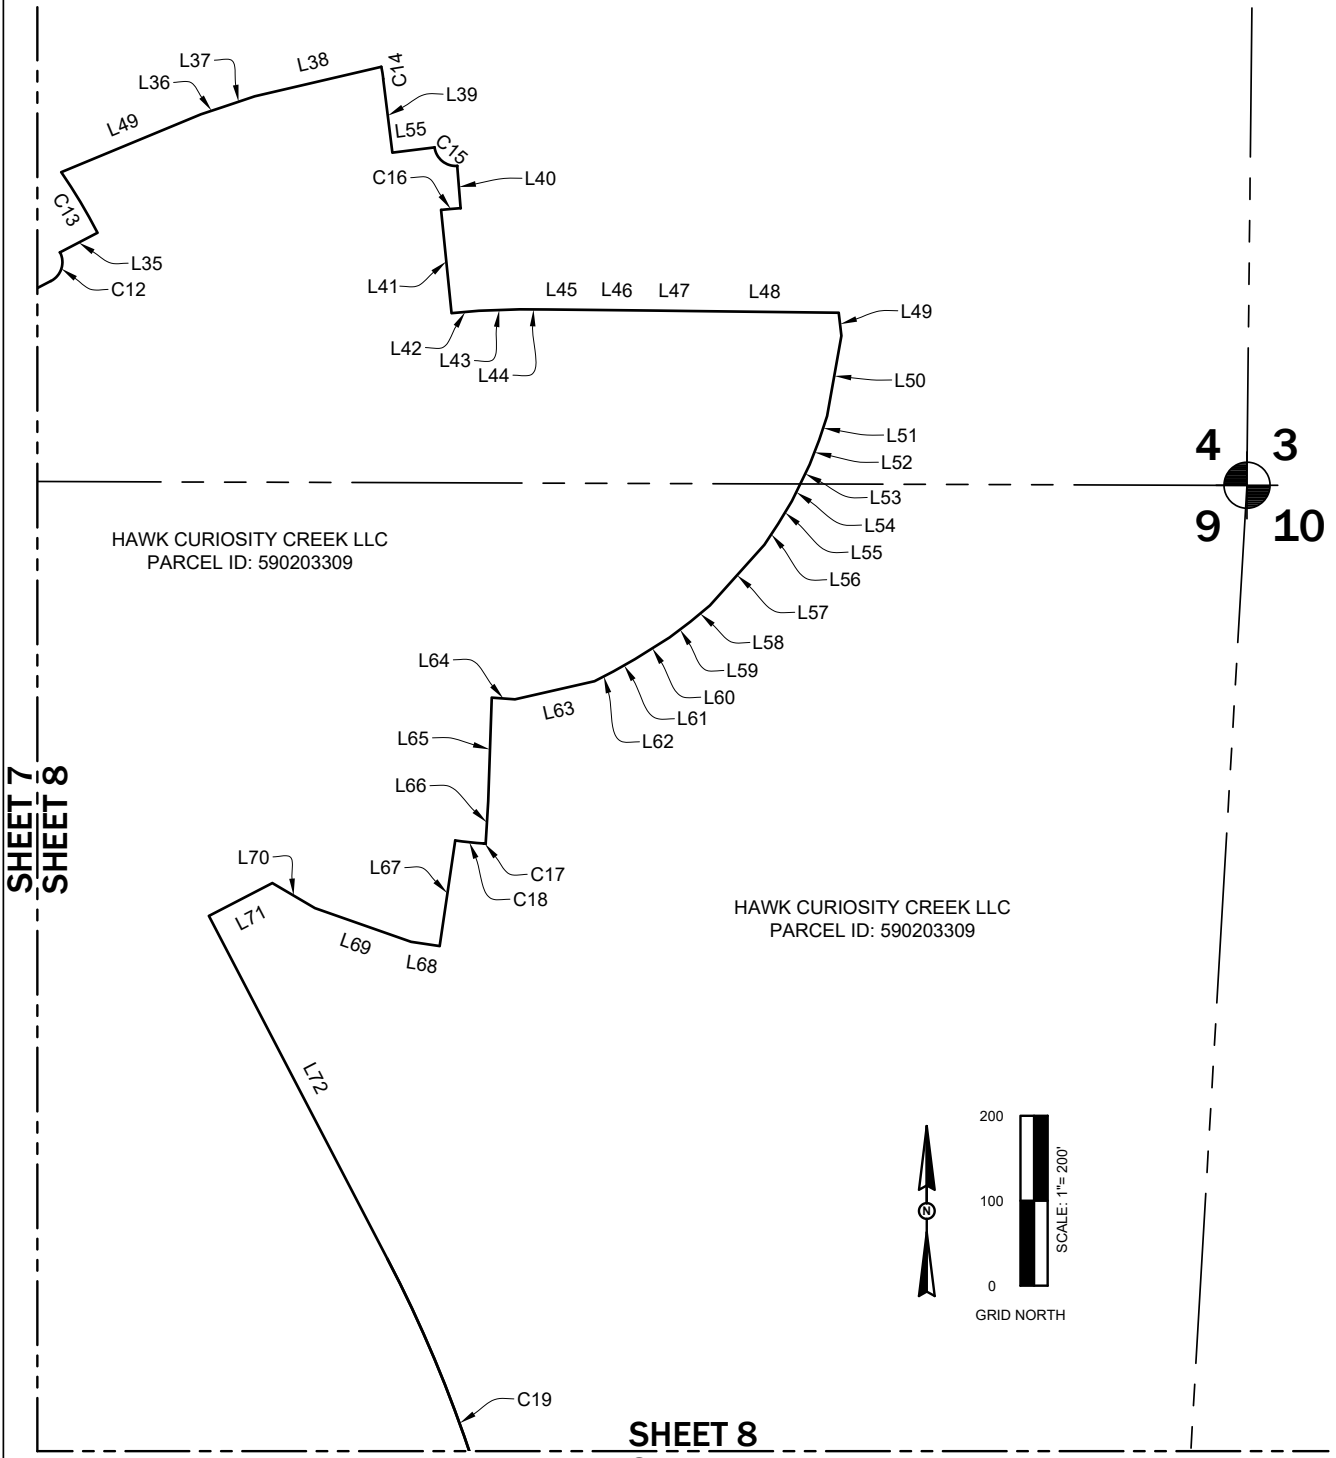 L38
C14
L37
L36
L39
L49
L55
C15
C16
L40
C13
L35
C12
L41
L45
L46
L47
L48
L49
L42
L43
L44
L50
L51
L52
L53
L54
L55
L56
L57
L58
L59
L60
L61
L62
L63
L64
L65
L66
L67
C17
C18
L70
L71
L69
L68
L72
C19
4 3
9 10
HAWK CURIOSITY CREEK LLC
PARCEL ID: 590203309
SHEET 7
SHEET 8
HAWK CURIOSITY CREEK LLC
PARCEL ID: 590203309
200
100
0
SCALE: 1"= 200'
N
GRID NORTH
SHEET 8